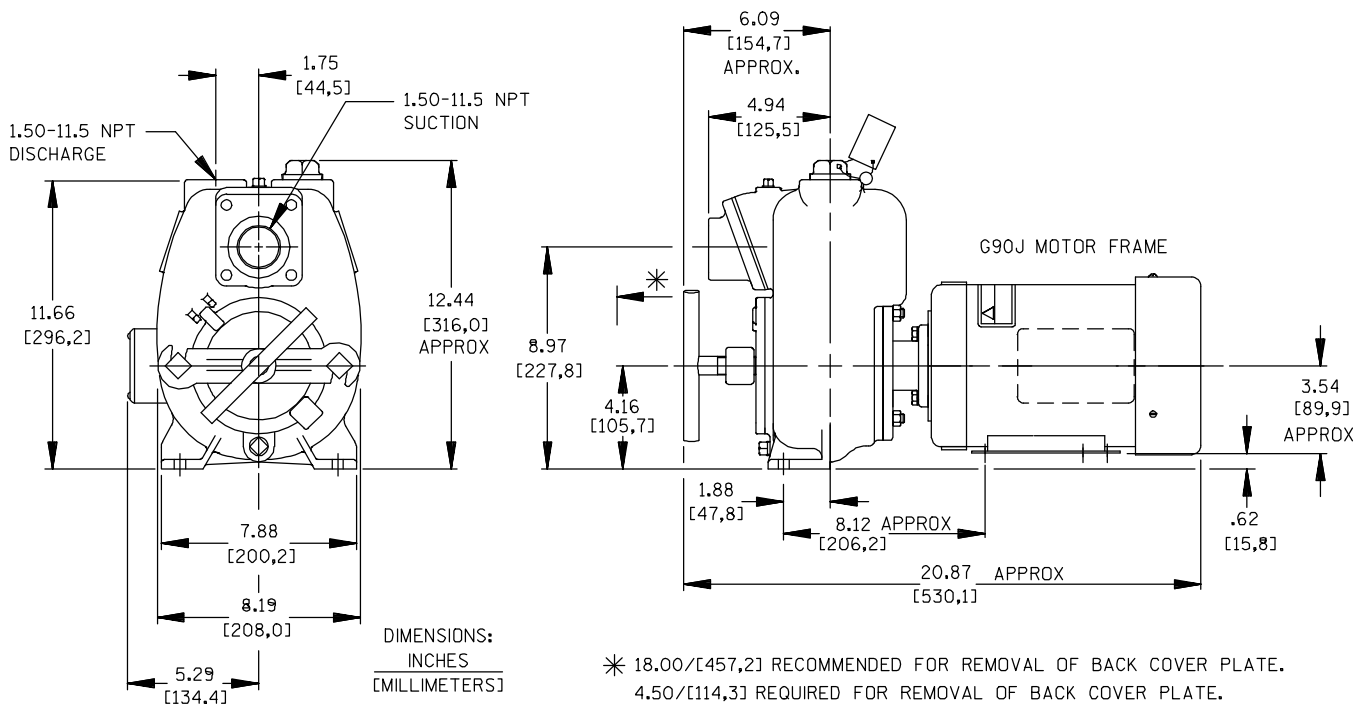 6.09
[154,7]
APPROX.
1.75
[44,5]
1.50-11.5 NPT
SUCTION
4.94
[125,5]
1.50-11.5 NPT
DISCHARGE
G90J MOTOR FRAME
11.66
[296,2]
12.44
[316,0]
APPROX
8.97
[227,8]
4.16
[105,7]
3.54
[89,9]
APPROX
1.88
[47,8]
8.12 APPROX
[206,2]
.62
[15,8]
7.88
[200,2]
20.87 APPROX
[530,1]
8.19
[208,0]
DIMENSIONS:
INCHES
[MILLIMETERS]
5.29
[134,4]
✳ 18.00/[457,2] RECOMMENDED FOR REMOVAL OF BACK COVER PLATE.
4.50/[114,3] REQUIRED FOR REMOVAL OF BACK COVER PLATE.